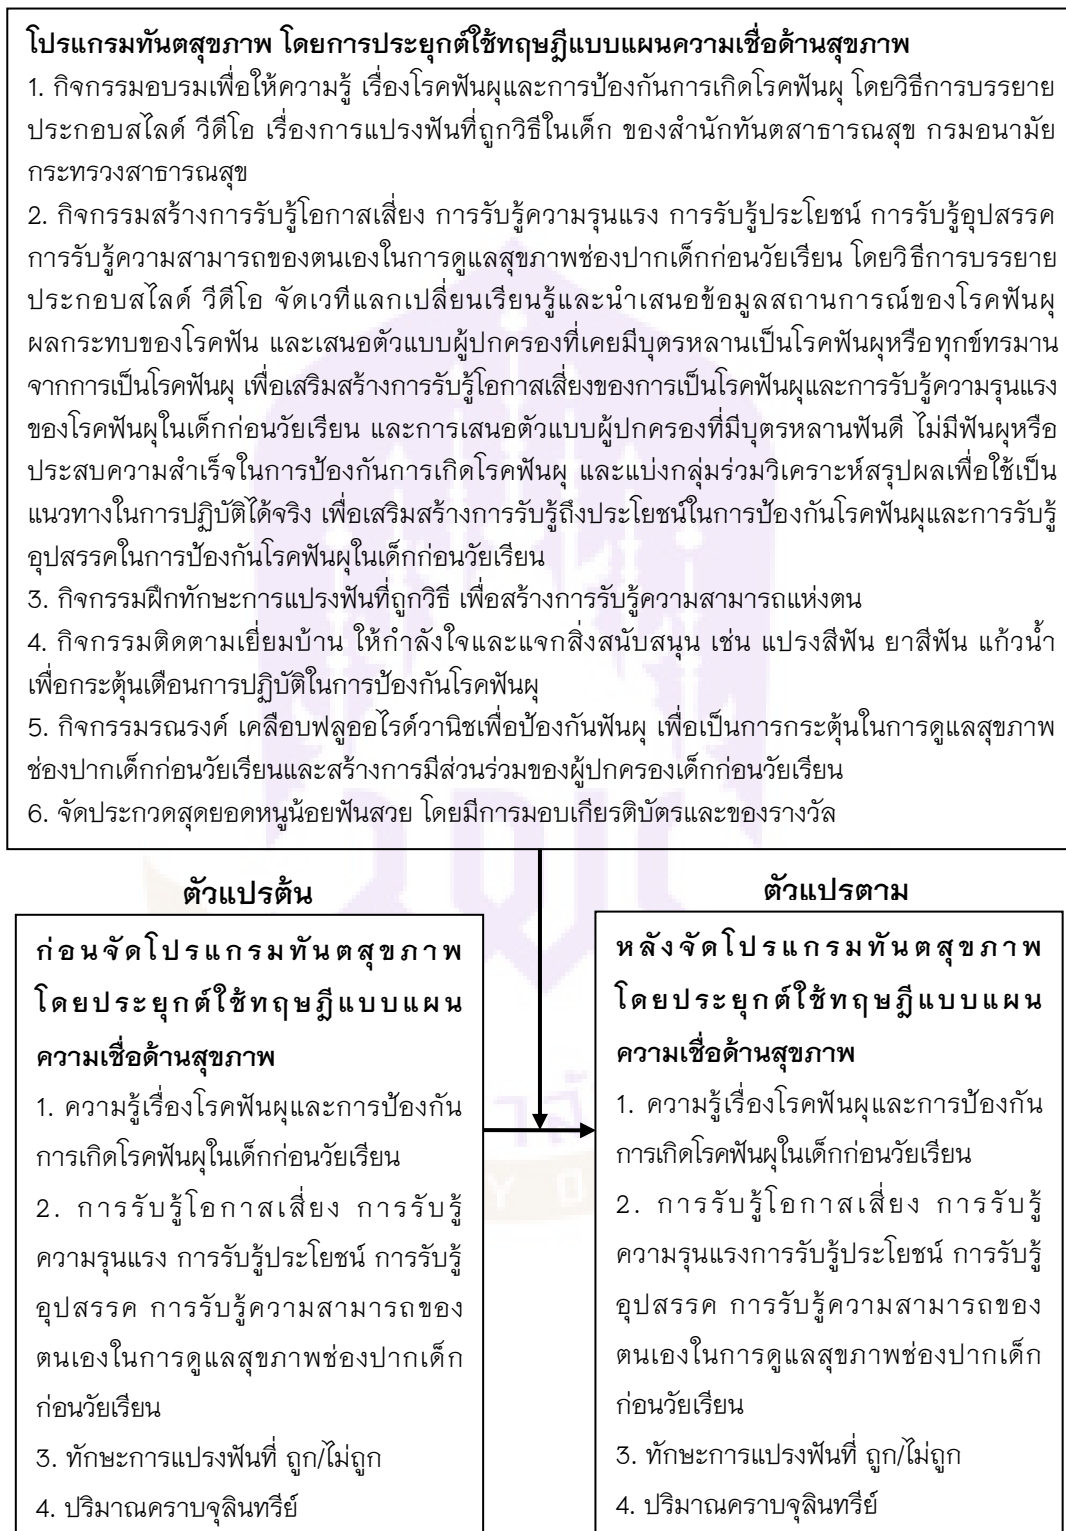 โปรแกรมทันตสุขภาพ โดยการประยุกต์ใช้ทฤษฎีแบบแผนความเชื่อด้านสุขภาพ
1. กิจกรรมอบรมเพื่อให้ความรู้ เรื่องโรคฟันผุและการป้องกันการเกิดโรคฟันผุ โดยวิธีการบรรยาย
ประกอบสไลด์ วีดีโอ เรื่องการแปรงฟันที่ถูกวิธีในเด็ก ของสำนักทันตสาธารณสุข กรมอนามัย
กระทรวงสาธารณสุข
2. กิจกรรมสร้างการรับรู้โอกาสเสี่ยง การรับรู้ความรุนแรง การรับรู้ประโยชน์ การรับรู้อุปสรรค
การรับรู้ความสามารถของตนเองในการดูแลสุขภาพช่องปากเด็กก่อนวัยเรียน โดยวิธีการบรรยาย
ประกอบสไลด์ วีดีโอ จัดเวทีแลกเปลี่ยนเรียนรู้และนำเสนอข้อมูลสถานการณ์ของโรคฟันผุ
ผลกระทบของโรคฟัน และเสนอตัวแบบผู้ปกครองที่เคยมีบุตรหลานเป็นโรคฟันผุหรือทุกข์ทรมาน
จากการเป็นโรคฟันผุ เพื่อเสริมสร้างการรับรู้โอกาสเสี่ยงของการเป็นโรคฟันผุและการรับรู้ความรุนแรง
ของโรคฟันผุในเด็กก่อนวัยเรียน และการเสนอตัวแบบผู้ปกครองที่มีบุตรหลานฟันดี ไม่มีฟันผุหรือ
ประสบความสำเร็จในการป้องกันการเกิดโรคฟันผุ และแบ่งกลุ่มร่วมวิเคราะห์สรุปผลเพื่อใช้เป็น
แนวทางในการปฏิบัติได้จริง เพื่อเสริมสร้างการรับรู้ถึงประโยชน์ในการป้องกันโรคฟันผุและการรับรู้
อุปสรรคในการป้องกันโรคฟันผุในเด็กก่อนวัยเรียน
3. กิจกรรมฝึกทักษะการแปรงฟันที่ถูกวิธี เพื่อสร้างการรับรู้ความสามารถแห่งตน
4. กิจกรรมติดตามเยี่ยมบ้าน ให้กำลังใจและแจกสิ่งสนับสนุน เช่น แปรงสีฟัน ยาสีฟัน แก้วน้ำ
เพื่อกระตุ้นเตือนการปฏิบัติในการป้องกันโรคฟันผุ
5. กิจกรรมรณรงค์ เคลือบฟลูออไรด์วานิชเพื่อป้องกันฟันผุ เพื่อเป็นการกระตุ้นในการดูแลสุขภาพ
ช่องปากเด็กก่อนวัยเรียนและสร้างการมีส่วนร่วมของผู้ปกครองเด็กก่อนวัยเรียน
6. จัดประกวดสุดยอดหนูน้อยฟันสวย โดยมีการมอบเกียรติบัตรและของรางวัล
ตัวแปรต้น
ก่อนจัดโปรแกรมทันตสุขภาพ
โดยประยุกต์ใช้ทฤษฎีแบบแผน
ความเชื่อด้านสุขภาพ
1. ความรู้เรื่องโรคฟันผุและการป้องกัน
การเกิดโรคฟันผุในเด็กก่อนวัยเรียน
2. การรับรู้โอกาสเสี่ยง การรับรู้
ความรุนแรง การรับรู้ประโยชน์ การรับรู้
อุปสรรค การรับรู้ความสามารถของ
ตนเองในการดูแลสุขภาพช่องปากเด็ก
ก่อนวัยเรียน
3. ทักษะการแปรงฟันที่ ถูก/ไม่ถูก
4. ปริมาณคราบจุลินทรีย์
ตัวแปรตาม
หลังจัดโปรแกรมทันตสุขภาพ
โดยประยุกต์ใช้ทฤษฎีแบบแผน
ความเชื่อด้านสุขภาพ
1. ความรู้เรื่องโรคฟันผุและการป้องกัน
การเกิดโรคฟันผุในเด็กก่อนวัยเรียน
2. การรับรู้โอกาสเสี่ยง การรับรู้
ความรุนแรงการรับรู้ประโยชน์ การรับรู้
อุปสรรค การรับรู้ความสามารถของ
ตนเองในการดูแลสุขภาพช่องปากเด็ก
ก่อนวัยเรียน
3. ทักษะการแปรงฟันที่ ถูก/ไม่ถูก
4. ปริมาณคราบจุลินทรีย์